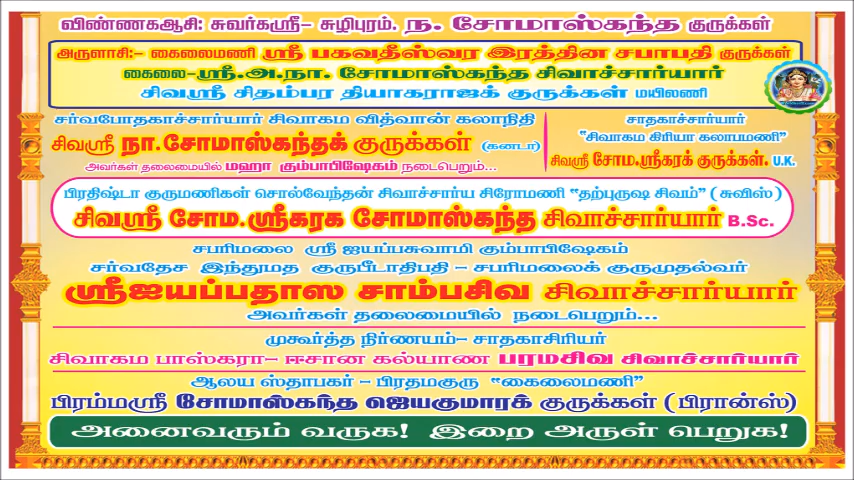 விண்ணகஆசி: சுவர்கஸ்ரீ– சுழிபுரம். ந. சோமாஸ்கந்த குருக்கள்
அருளாசி:– கைலைமணி ஸ்ரீ பகவதீஸ்வர இரத்தின சபாபதி குருக்கள்
கைலை–ஸ்ரீ.அ.நா. சோமாஸ்கந்த சிவாச்சார்யார்
சிவஸ்ரீ சிதம்பர தியாகராஜக் குருக்கள் மயிலணி
சர்வபோதகாச்சார்யார் சிவாகம வித்வான் கலாநிதி
சிவஸ்ரீ நா.சோமாஸ்கந்தக் குருக்கள் (கனடா)
அவர்கள் தலைமையில் மஹா கும்பாபிஷேகம் நடைபெறும்...
சாதகாச்சார்யார்
“சிவாகம கிரியா கலாபமணி”
சிவஸ்ரீ சோம.ஸ்ரீகரக் குருக்கள். U.K.
பிரதிஷ்டா குருமணிகள் சொல்வேந்தன் சிவாச்சார்ய சிரோமணி “தற்புருஷ சிவம்” (சுவிஸ்)
சிவஸ்ரீ சோம.ஸ்ரீகரக சோமாஸ்கந்த சிவாச்சார்யார் B.Sc.
சபரிமலை ஸ்ரீ ஐயப்பசுவாமி கும்பாபிஷேகம்
சர்வதேச இந்துமத குருபீடாதிபதி – சபரிமலைக் குருமுதல்வர்
ஸ்ரீஐயப்பதாஸ சாம்பசிவ சிவாச்சார்யார்
அவர்கள் தலைமையில் நடைபெறும்...
முகூர்த்த நிர்ணயம்– சாதகாசிரியர்
சிவாகம பாஸ்கரா– ஈசான கல்யாண பரமசிவ சிவாச்சார்யார்
ஆலய ஸ்தாபகர் – பிரதமகுரு “கைலைமணி”
பிரம்மஸ்ரீ சோமாஸ்கந்த ஜெயகுமாரக் குருக்கள் (பிரான்ஸ்)
அனைவரும் வருக! இறை அருள் பெறுக!